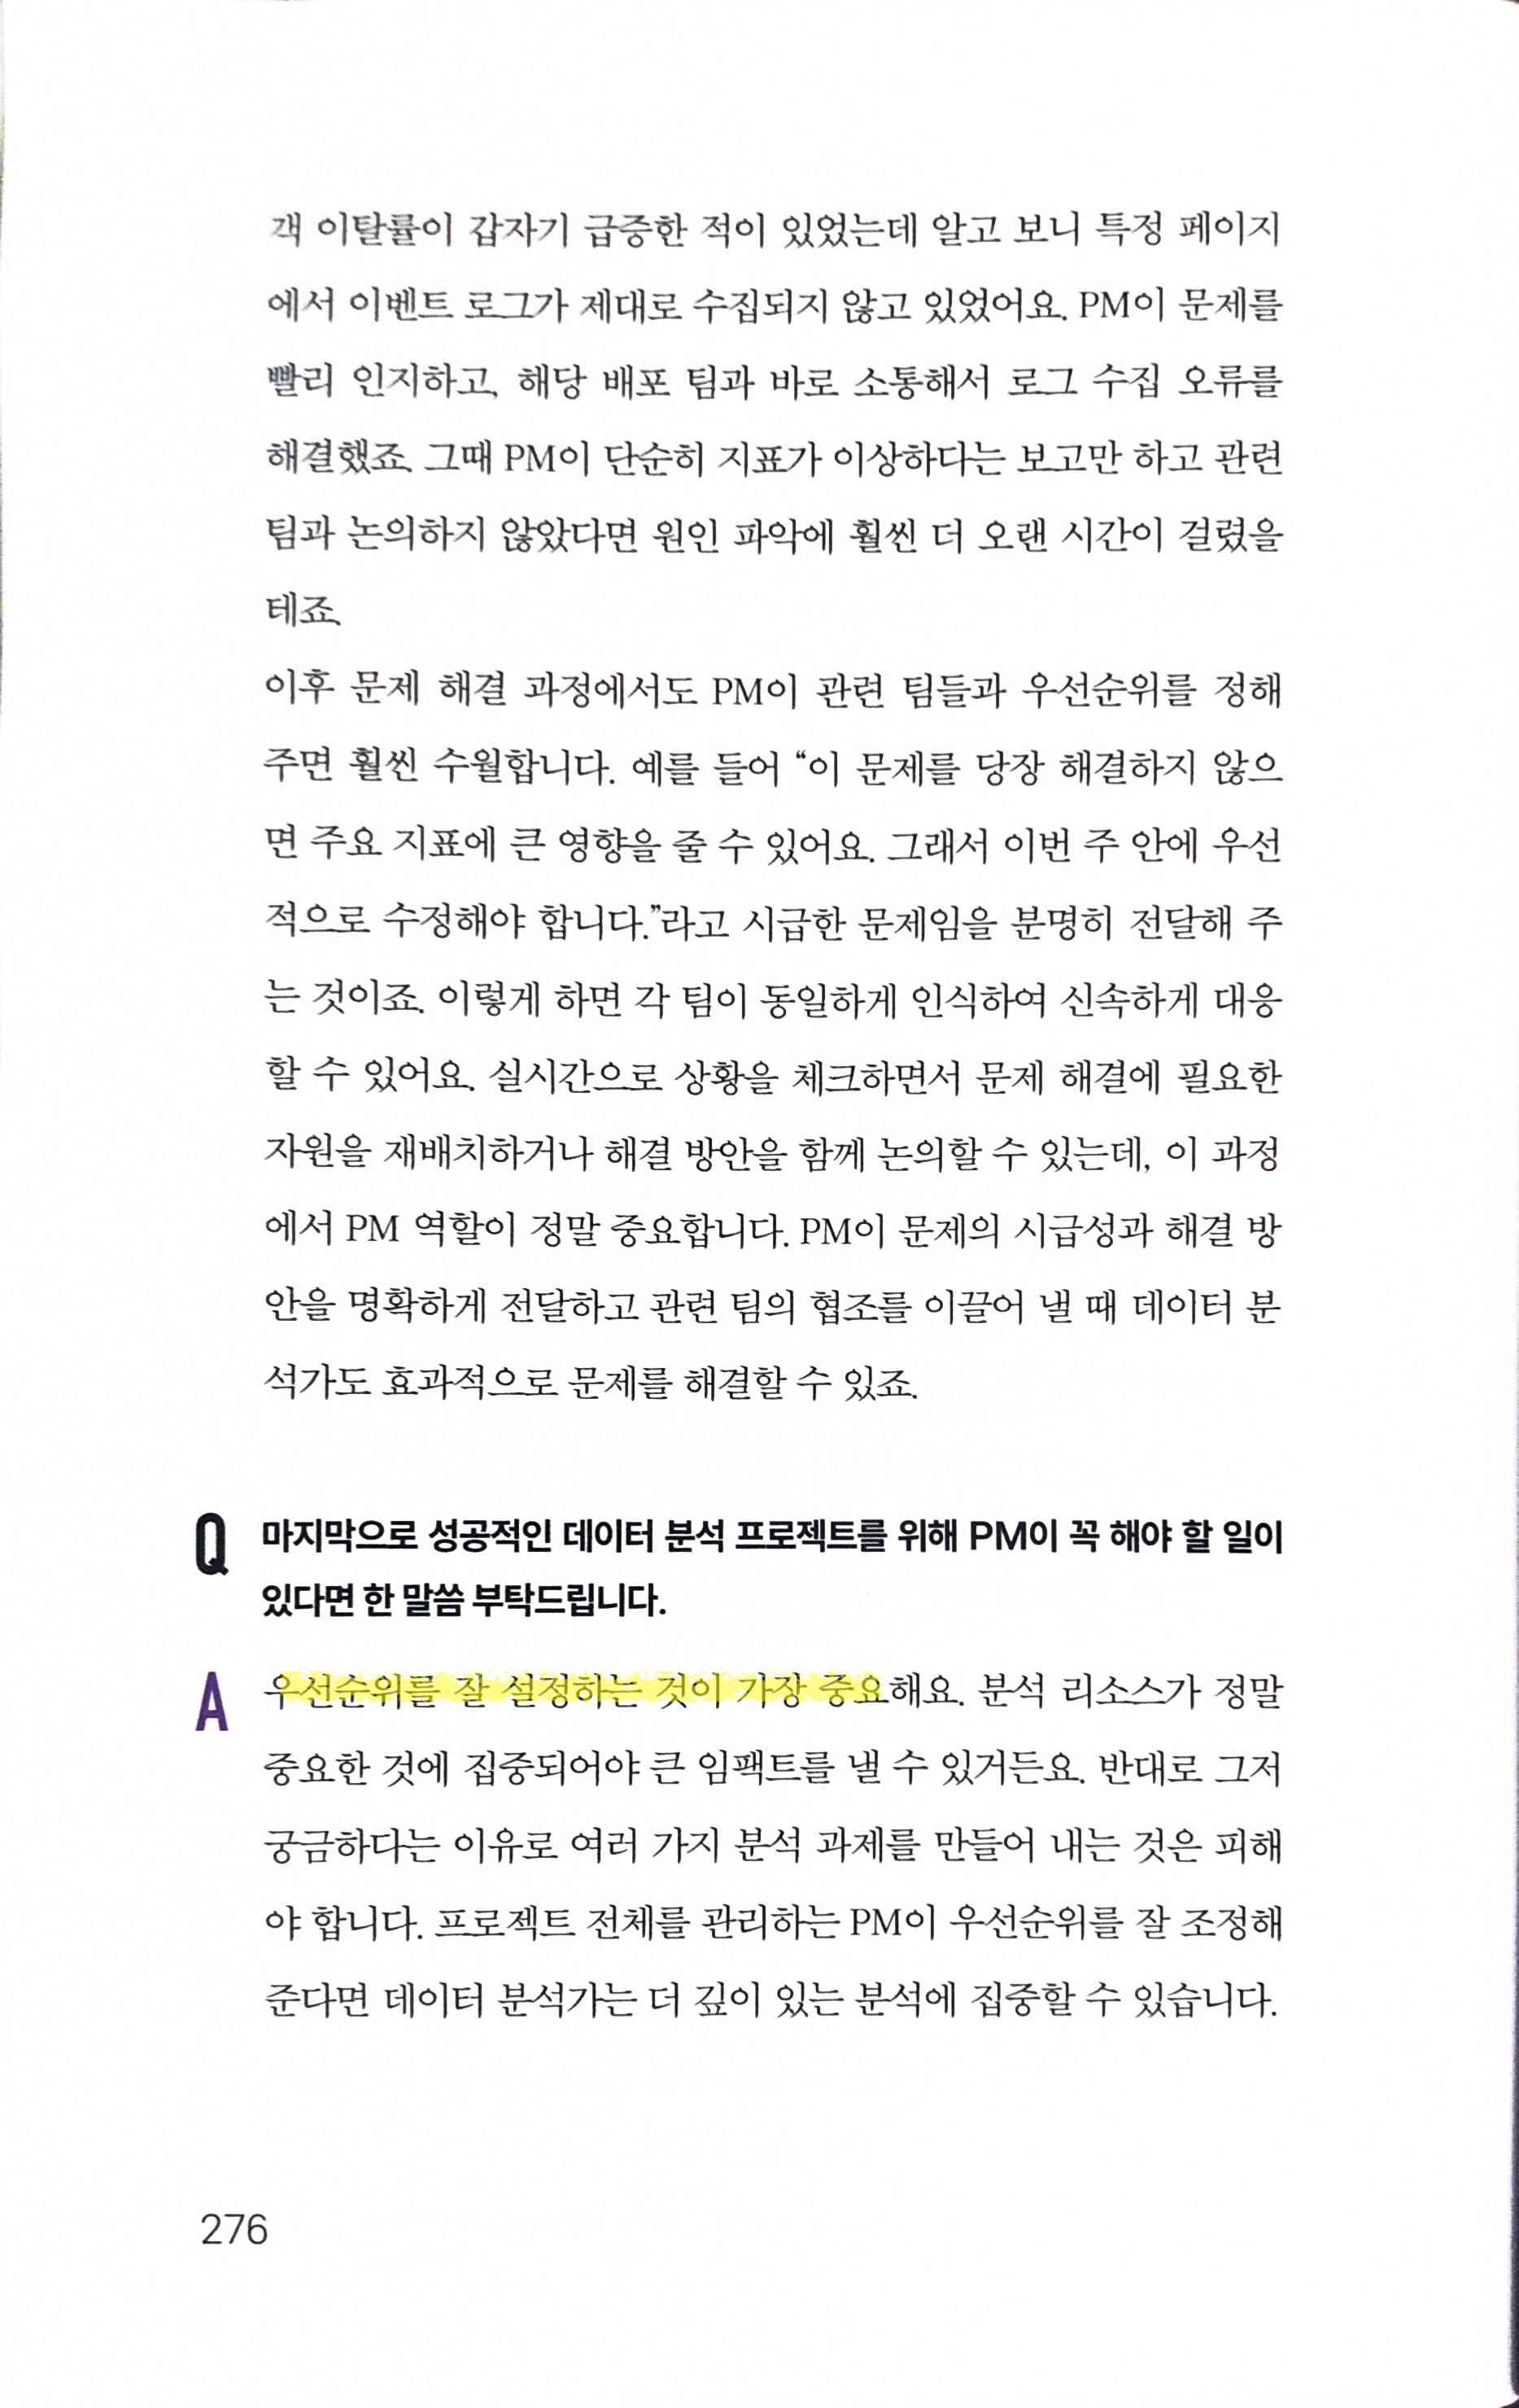 객 이탈률이 갑자기 급증한 적이 있었는데 알고 보니 특정 페이지
에서 이벤트 로그가 제대로 수집되지 않고 있었어요. PM이 문제를
빨리 인지하고, 해당 배포 팀과 바로 소통해서 로그 수집 오류를
해결했죠. 그때 PM이 단순히 지표가 이상하다는 보고만 하고 관련
팀과 논의하지 않았다면 원인 파악에 훨씬 더 오랜 시간이 걸렸을
테죠.
이후 문제 해결 과정에서도 PM이 관련 팀들과 우선순위를 정해
주면 훨씬 수월합니다. 예를 들어 “이 문제를 당장 해결하지 않으
면 주요 지표에 큰 영향을 줄 수 있어요. 그래서 이번 주 안에 우선
적으로 수정해야 합니다.”라고 시급한 문제임을 분명히 전달해 주
는 것이죠. 이렇게 하면 각 팀이 동일하게 인식하여 신속하게 대응
할 수 있어요. 실시간으로 상황을 체크하면서 문제 해결에 필요한
자원을 재배치하거나 해결 방안을 함께 논의할 수 있는데, 이 과정
에서 PM 역할이 정말 중요합니다. PM이 문제의 시급성과 해결 방
안을 명확하게 전달하고 관련 팀의 협조를 이끌어 낼 때 데이터 분
석가도 효과적으로 문제를 해결할 수 있죠.
Q 마지막으로 성공적인 데이터 분석 프로젝트를 위해 PM이 꼭 해야 할 일이
있다면 한 말씀 부탁드립니다.
A 우선순위를 잘 설정하는 것이 가장 중요해요. 분석 리소스가 정말
중요한 것에 집중되어야 큰 임팩트를 낼 수 있거든요. 반대로 그저
궁금하다는 이유로 여러 가지 분석 과제를 만들어 내는 것은 피해
야 합니다. 프로젝트 전체를 관리하는 PM이 우선순위를 잘 조정해
준다면 데이터 분석가는 더 깊이 있는 분석에 집중할 수 있습니다.
276